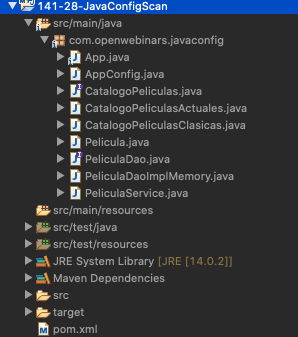 141-28-JavaConfigScan
src/main/java
com.openwebinars.javaconfig
App.java
AppConfig.java
CatalogoPeliculas.java
CatalogoPeliculasActuales.java
CatalogoPeliculasClasicas.java
Pelicula.java
PeliculaDao.java
PeliculaDaoImplMemory.java
PeliculaService.java
src/main/resources
src/test/java
src/test/resources
JRE System Library [JRE [14.0.2]]
Maven Dependencies
src
target
pom.xml